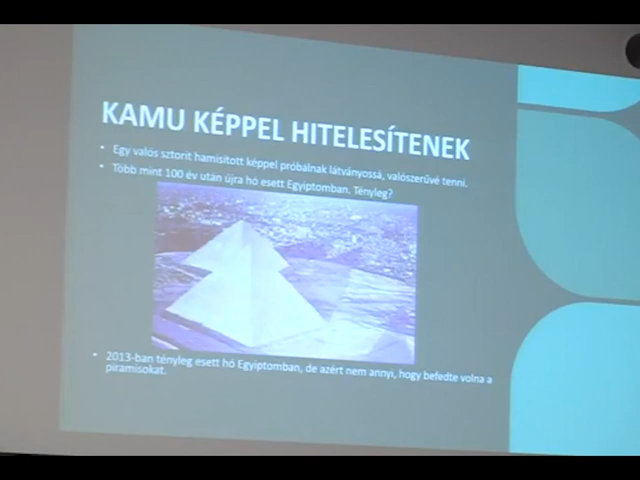 KAMU KÉPPEL HITELESÍTENEK
• Egy valós sztorit hamisított képpel próbálnak látványossá, valószerűvé tenni.
• Több mint 100 év után újra hó esett Egyiptomban. Tényleg?
• 2013-ban tényleg esett hó Egyiptomban, de azért nem annyi, hogy befedte volna a
piramisokat.